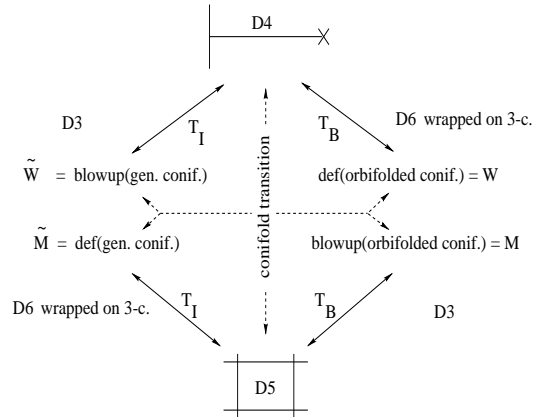 D4
D3
T_I
T_B
D6 wrapped on 3-c.
~W = blowup(gen. conif.)
def(orbifolded conif.) = W
conifold transition
~M = def(gen. conif.)
blowup(orbifolded conif.) = M
D6 wrapped on 3-c.
T_I
T_B
D3
D5